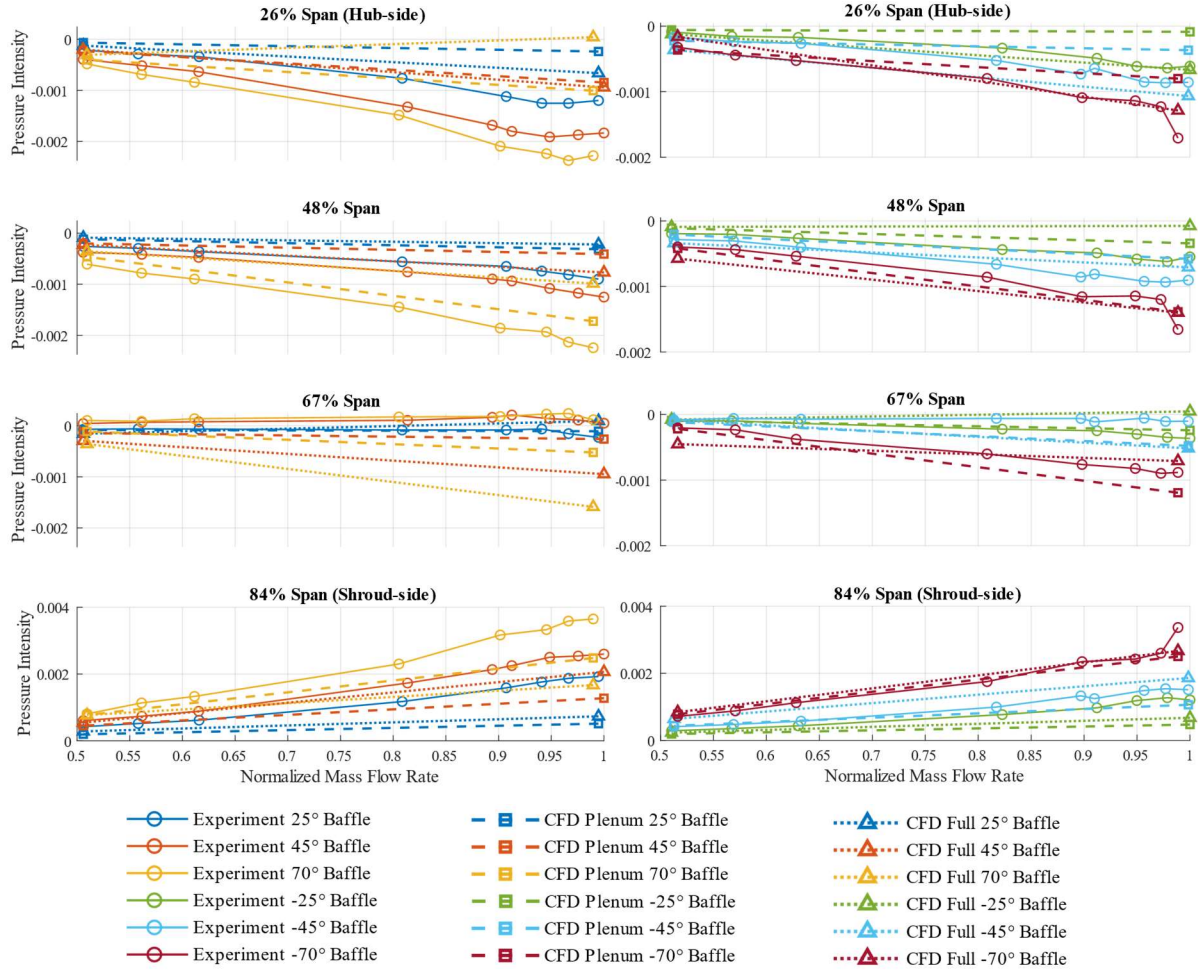 26% Span (Hub-side)
0
-0.001
-0.002
Pressure Intensity
48% Span
0
-0.001
-0.002
Pressure Intensity
67% Span
0
-0.001
-0.002
Pressure Intensity
84% Span (Shroud-side)
0.004
0.002
0
Pressure Intensity
0.5 0.55 0.6 0.65 0.7 0.75 0.8 0.85 0.9 0.95 1
Normalized Mass Flow Rate
26% Span (Hub-side)
0
-0.001
-0.002
48% Span
0
-0.001
-0.002
67% Span
0
-0.001
-0.002
84% Span (Shroud-side)
0.004
0.002
0
0.5 0.55 0.6 0.65 0.7 0.75 0.8 0.85 0.9 0.95 1
Normalized Mass Flow Rate
Experiment 25° Baffle
Experiment 45° Baffle
Experiment 70° Baffle
Experiment -25° Baffle
Experiment -45° Baffle
Experiment -70° Baffle
CFD Plenum 25° Baffle
CFD Plenum 45° Baffle
CFD Plenum 70° Baffle
CFD Plenum -25° Baffle
CFD Plenum -45° Baffle
CFD Plenum -70° Baffle
CFD Full 25° Baffle
CFD Full 45° Baffle
CFD Full 70° Baffle
CFD Full -25° Baffle
CFD Full -45° Baffle
CFD Full -70° Baffle